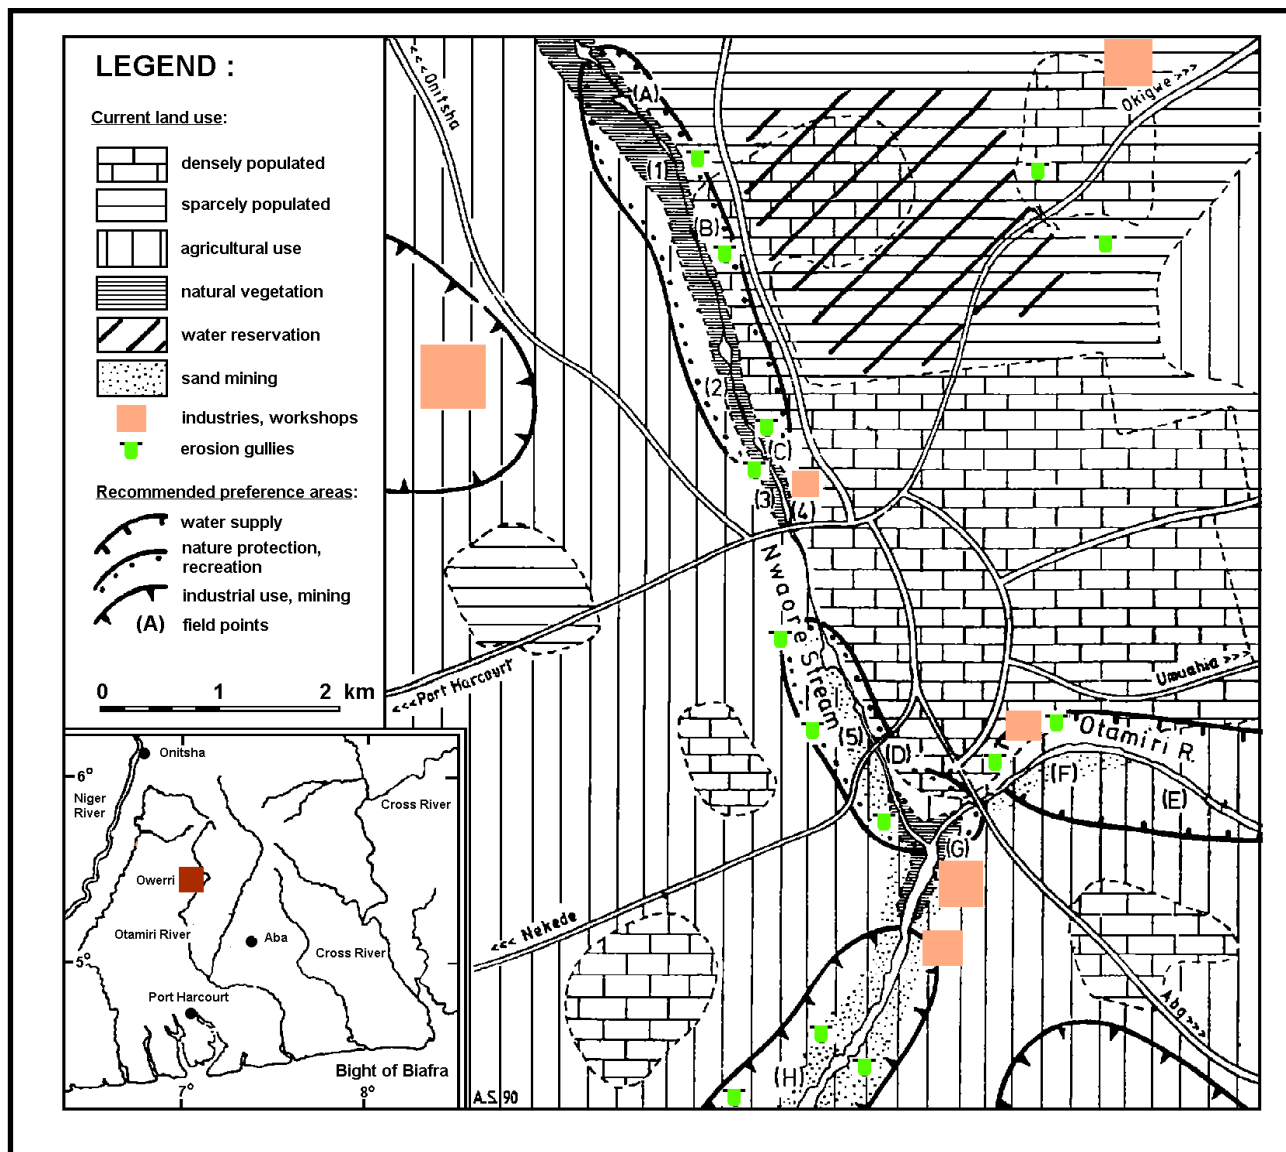 LEGEND :
Current land use:
densely populated
sparcely populated
agricultural use
natural vegetation
water reservation
sand mining
industries, workshops
erosion gullies
Recommended preference areas:
water supply
nature protection,
recreation
industrial use, mining
(A) field points
0 1 2 km
<<< Onitsha
Okigwe >>>
(A)
(1)
(B)
(2)
(C)
(3)
(4)
Nwaore Stream
<<< Port Harcourt
Umuahia >>>
Otamiri R.
(5)
(D)
(F)
(E)
(G)
<<< Nekede
Aba >>>
(H)
A.S. 90
Onitsha
6°
Niger
River
Cross River
Owerri
Otamiri River
Aba
Cross River
5°
Port Harcourt
Bight of Biafra
7°
8°